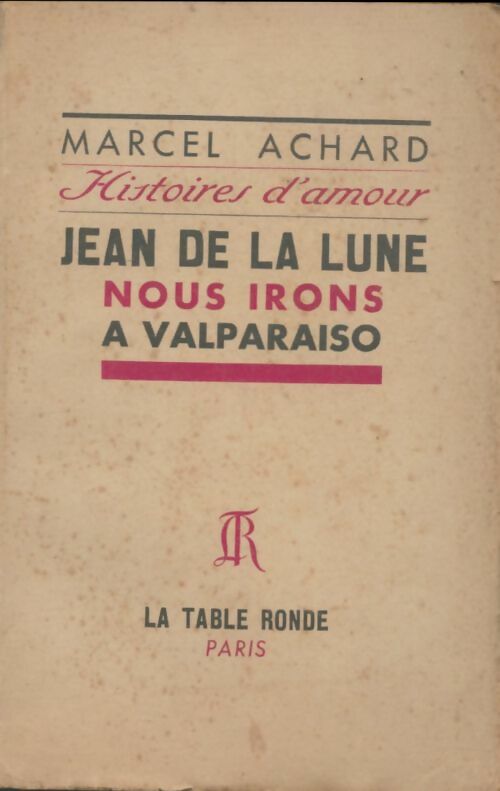 MARCEL ACHARD
Histoires d'amour
JEAN DE LA LUNE
NOUS IRONS
A VALPARAISO
TR
LA TABLE RONDE
PARIS